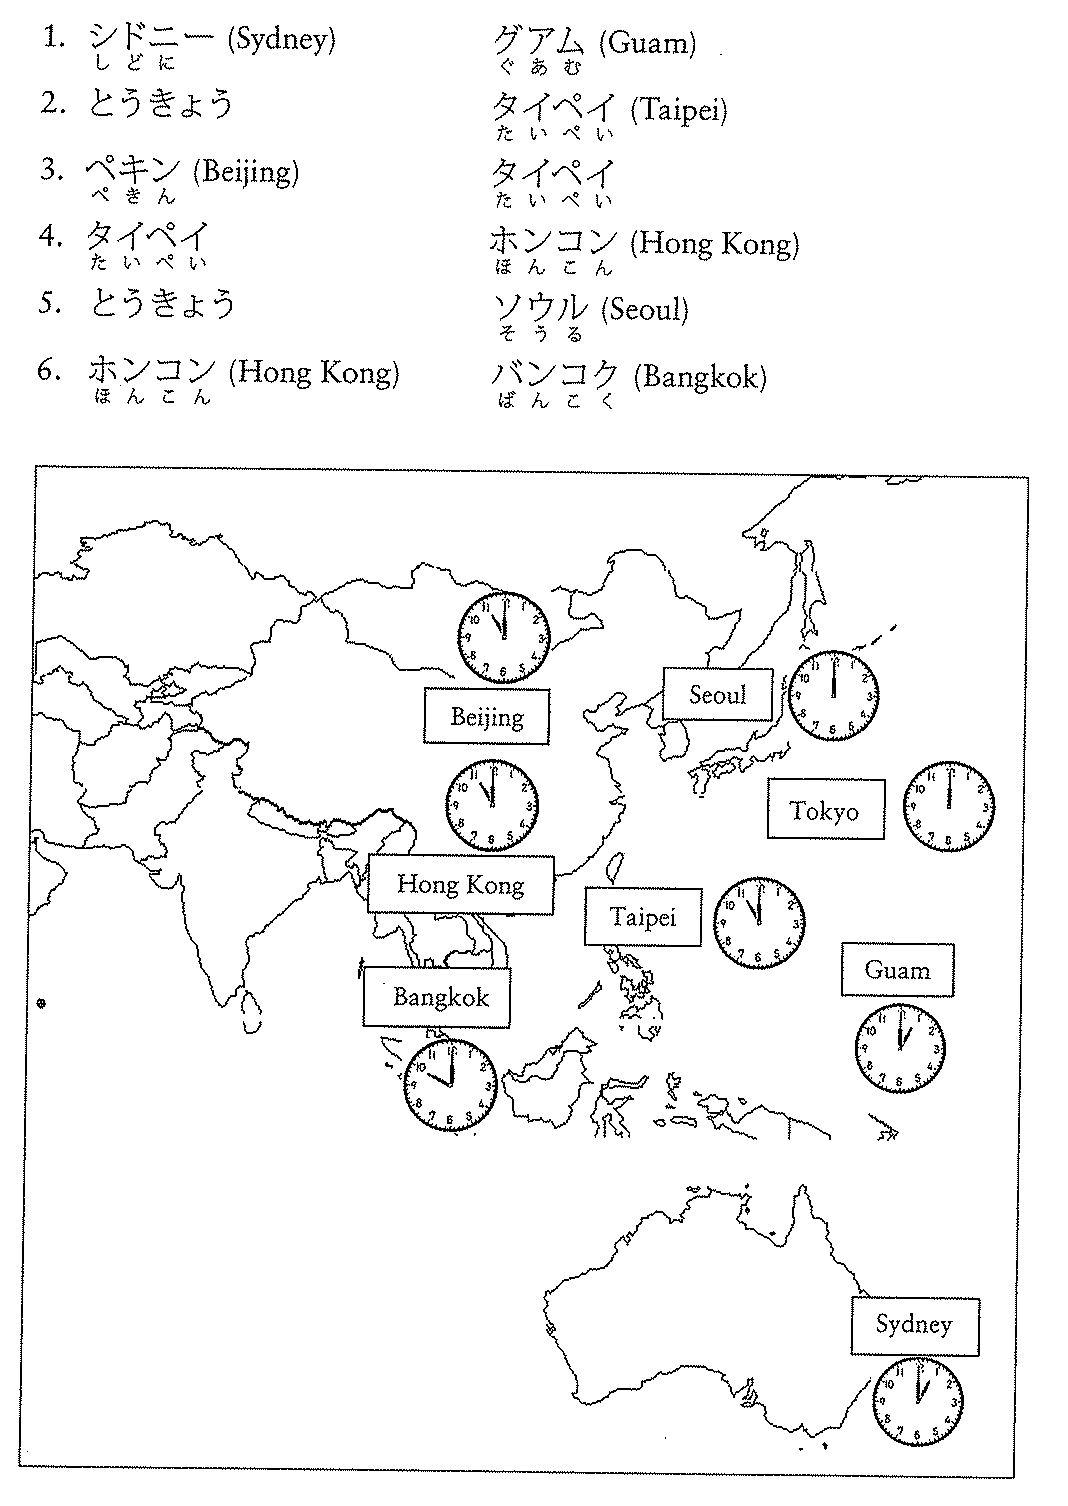 1. シドニー (Sydney) グアム (Guam)
しどに ぐあむ
2. とうきょう タイペイ (Taipei)
たいぺい
3. ペキン (Beijing) タイペイ
ぺきん たいぺい
4. タイペイ ホンコン (Hong Kong)
たいぺい ほんこん
5. とうきょう ソウル (Seoul)
そうる
6. ホンコン (Hong Kong) バンコク (Bangkok)
ほんこん ばんこく
Beijing
Seoul
Tokyo
Hong Kong
Taipei
Guam
Bangkok
Sydney